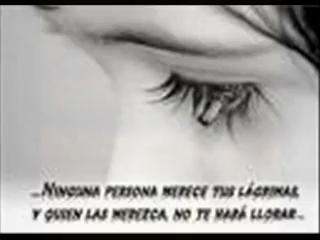 ...NINGUNA PERSONA MERECE TUS LÁGRIMAS,
Y QUIEN LAS MEREZCA, NO TE HARÁ LLORAR...